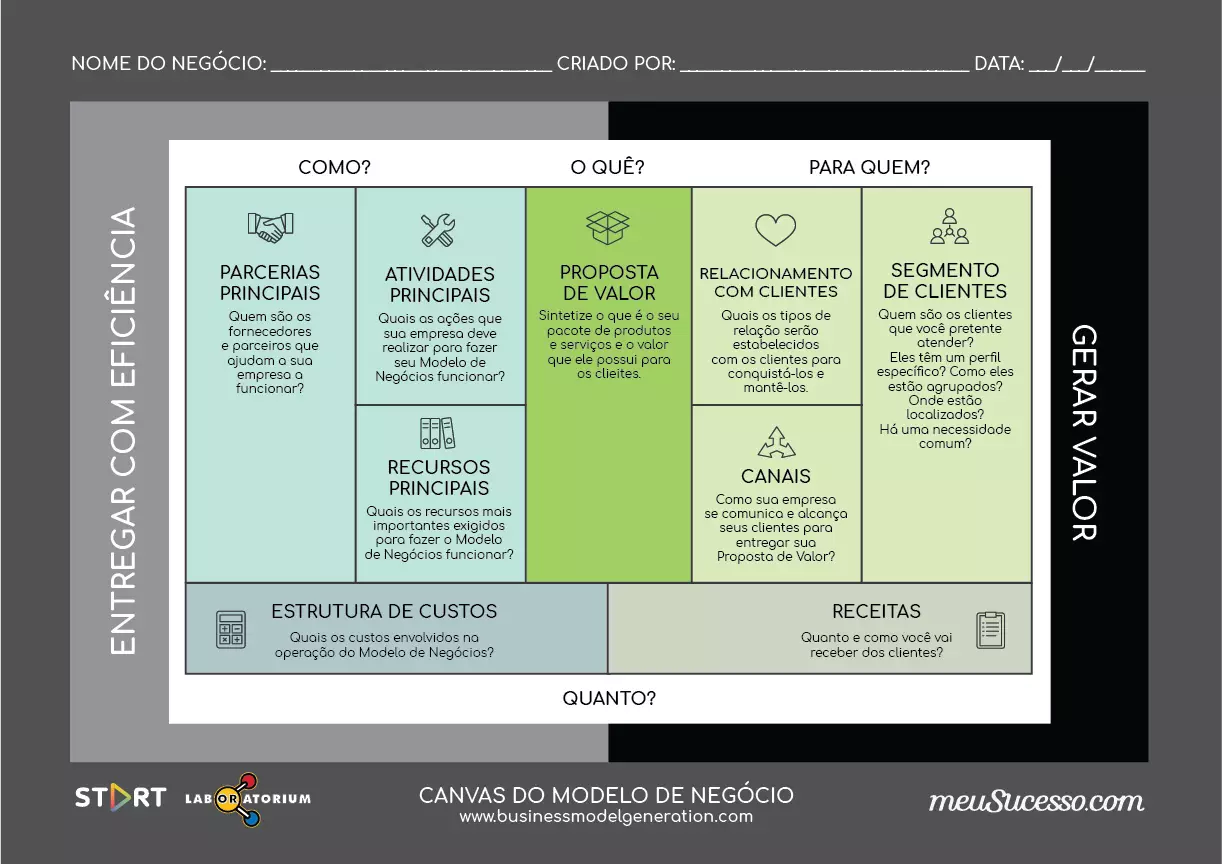 NOME DO NEGÓCIO: ______________________ CRIADO POR: ______________________ DATA: ___/___/_____
COMO?
O QUÊ?
PARA QUEM?
ENTREGAR COM EFICIÊNCIA
PARCERIAS
PRINCIPAIS
Quem são os
fornecedores
e parceiros que
ajudam a sua
empresa a
funcionar?
ATIVIDADES
PRINCIPAIS
Quais as ações que
sua empresa deve
realizar para fazer
seu Modelo de
Negócios funcionar?
RECURSOS
PRINCIPAIS
Quais os recursos mais
importantes exigidos
para fazer o Modelo
de Negócios funcionar?
PROPOSTA
DE VALOR
Sintetize o que é o seu
pacote de produtos
e serviços e o valor
que ele possui para
os clieites.
RELACIONAMENTO
COM CLIENTES
Quais os tipos de
relação serão
estabelecidos
com os clientes para
conquistá-los e
mantê-los.
CANAIS
Como sua empresa
se comunica e alcança
seus clientes para
entregar sua
Proposta de Valor?
SEGMENTO
DE CLIENTES
Quem são os clientes
que você pretente
atender?
Eles têm um perfil
específico? Como eles
estão agrupados?
Onde estão
localizados?
Há uma necessidade
comum?
GERAR VALOR
ESTRUTURA DE CUSTOS
Quais os custos envolvidos na
operação do Modelo de Negócios?
RECEITAS
Quanto e como você vai
receber dos clientes?
QUANTO?
START
LABORATORIUM
CANVAS DO MODELO DE NEGÓCIO
www.businessmodelgeneration.com
meuSucesso.com